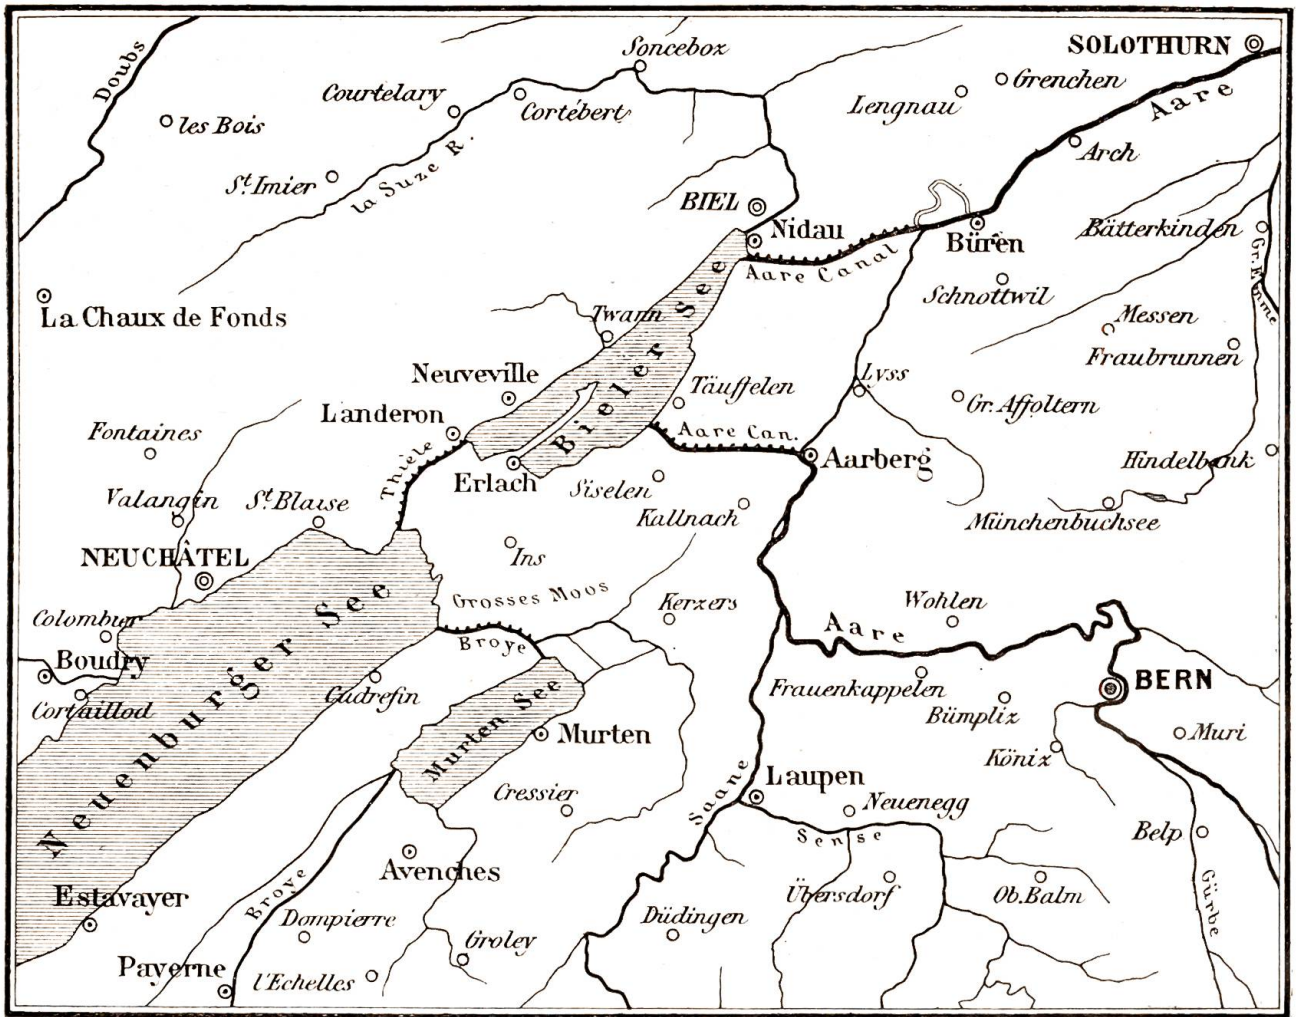 Doubs
Soncebox
SOLOTHURN
Courtelary
Cortébert
Lengnau
Grenchen
Aare
les Bois
Arch
St. Imier
la Suze R.
BIEL
Nidau
Büren
Bätterkinden
Aare Canal
Gr. Emme
La Chaux de Fonds
Schnottwil
Twann
Messen
Fraubrunnen
Neuveville
Bieler See
Lyss
Täuffelen
Gr. Affoltern
Landeron
Aare Can.
Fontaines
Thièle
Aarberg
Hindelbank
Erlach
Siselen
Valangin
St. Blaise
Kallnach
Münchenbuchsee
NEUCHÂTEL
Ins
Grosses Moos
Kerzers
Wohlen
Colombier
Broye
Aare
Boudry
Neuenburger See
Cudrefin
Cortaillod
Frauenkappelen
BERN
Bümpliz
Murten See
Murten
Muri
Köniz
Saane
Laupen
Cressier
Neuenegg
Sense
Belp
Avenches
Estavayer
Broye
Dompierre
Übersdorf
Ob. Balm
Gürbe
Düdingen
Groley
Payerne
l'Echelles